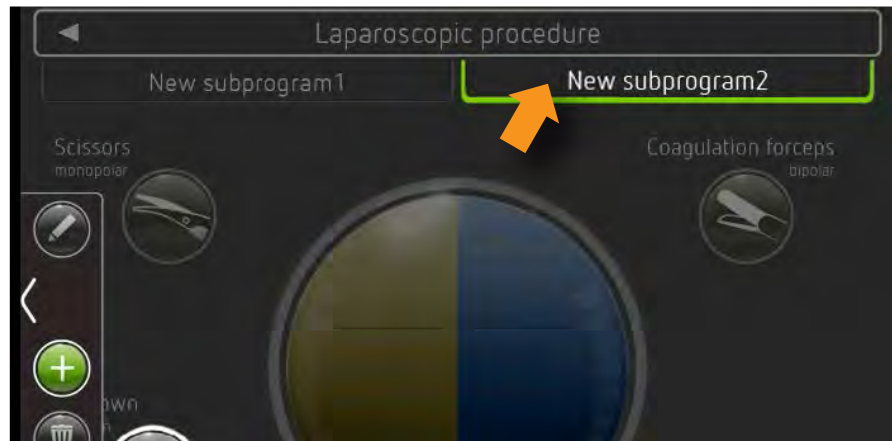 Laparoscopic procedure
New subprogram1
New subprogram2
Scissors
monopolar
Coagulation forceps
bipolar